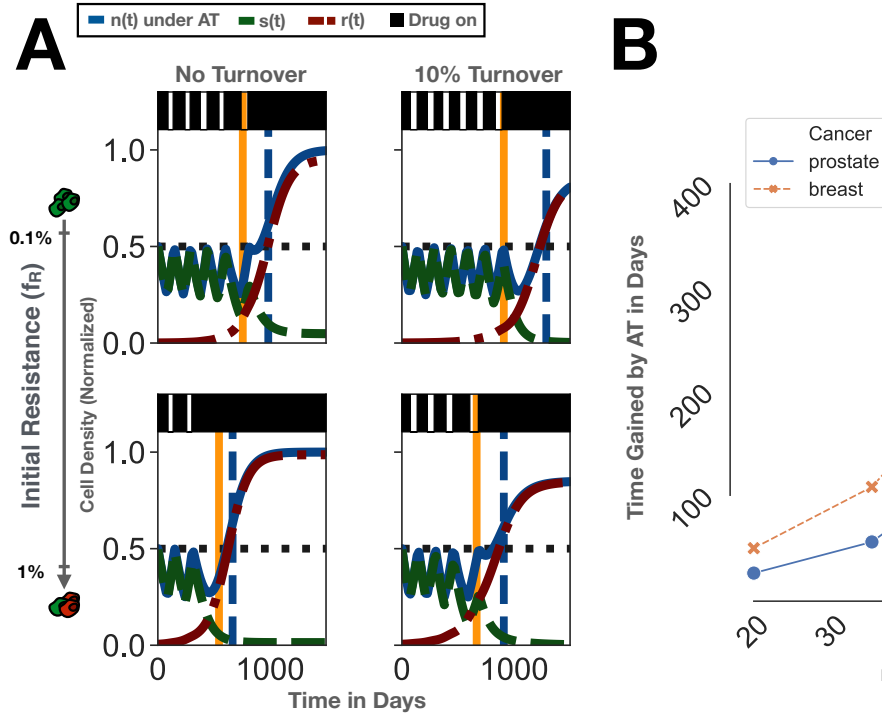 A
n(t) under AT s(t) r(t) Drug on
No Turnover
10% Turnover
1.0
0.5
0.0
1.0
0.5
0.0
0 1000
0 1000
Time in Days
Cell Density (Normalized)
Initial Resistance (fR)
0.1%
1%
B
Cancer
prostate
breast
Time Gained by AT in Days
400
300
200
100
20 30